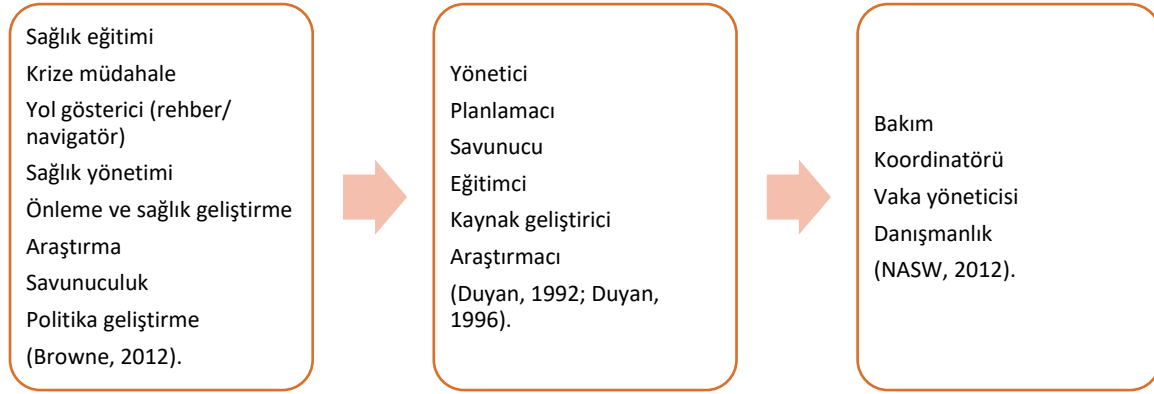 Sağlık eğitimi
Krize müdahale
Yol gösterici (rehber/
navigatör)
Sağlık yönetimi
Önleme ve sağlık geliştirme
Araştırma
Savunuculuk
Politika geliştirme
(Browne, 2012).
Yönetici
Planlamacı
Savunucu
Eğitimci
Kaynak geliştirici
Araştırmacı
(Duyan, 1992; Duyan,
1996).
Bakım
Koordinatörü
Vaka yöneticisi
Danışmanlık
(NASW, 2012).